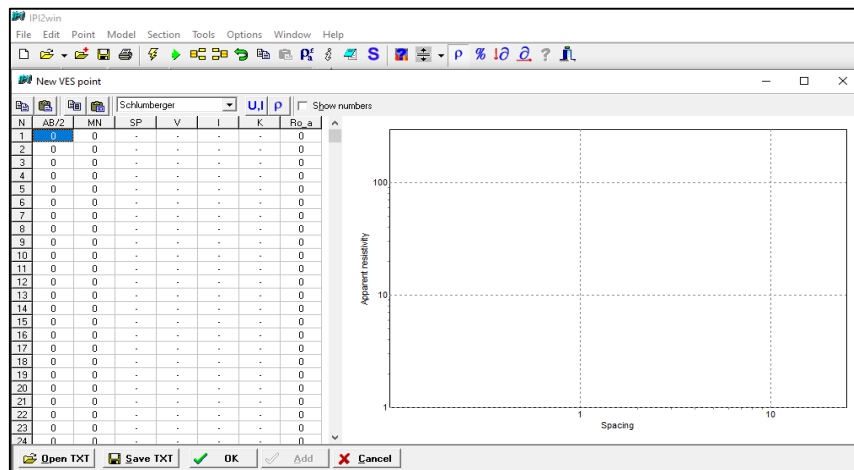 IPI2win
File Edit Point Model Section Tools Options Window Help
S ρ % ?
New VES point
Schlumberger U,I ρ Show numbers
N AB/2 MN SP V I K Ro_a
1 0 0 - - - - 0
2 0 0 - - - - 0
3 0 0 - - - - 0
4 0 0 - - - - 0
5 0 0 - - - - 0
6 0 0 - - - - 0
7 0 0 - - - - 0
8 0 0 - - - - 0
9 0 0 - - - - 0
10 0 0 - - - - 0
11 0 0 - - - - 0
12 0 0 - - - - 0
13 0 0 - - - - 0
14 0 0 - - - - 0
15 0 0 - - - - 0
16 0 0 - - - - 0
17 0 0 - - - - 0
18 0 0 - - - - 0
19 0 0 - - - - 0
20 0 0 - - - - 0
21 0 0 - - - - 0
22 0 0 - - - - 0
23 0 0 - - - - 0
24 0 0 - - - - 0
Apparent resistivity
100
10
1
1 10
Spacing
Open TXT Save TXT OK Add Cancel